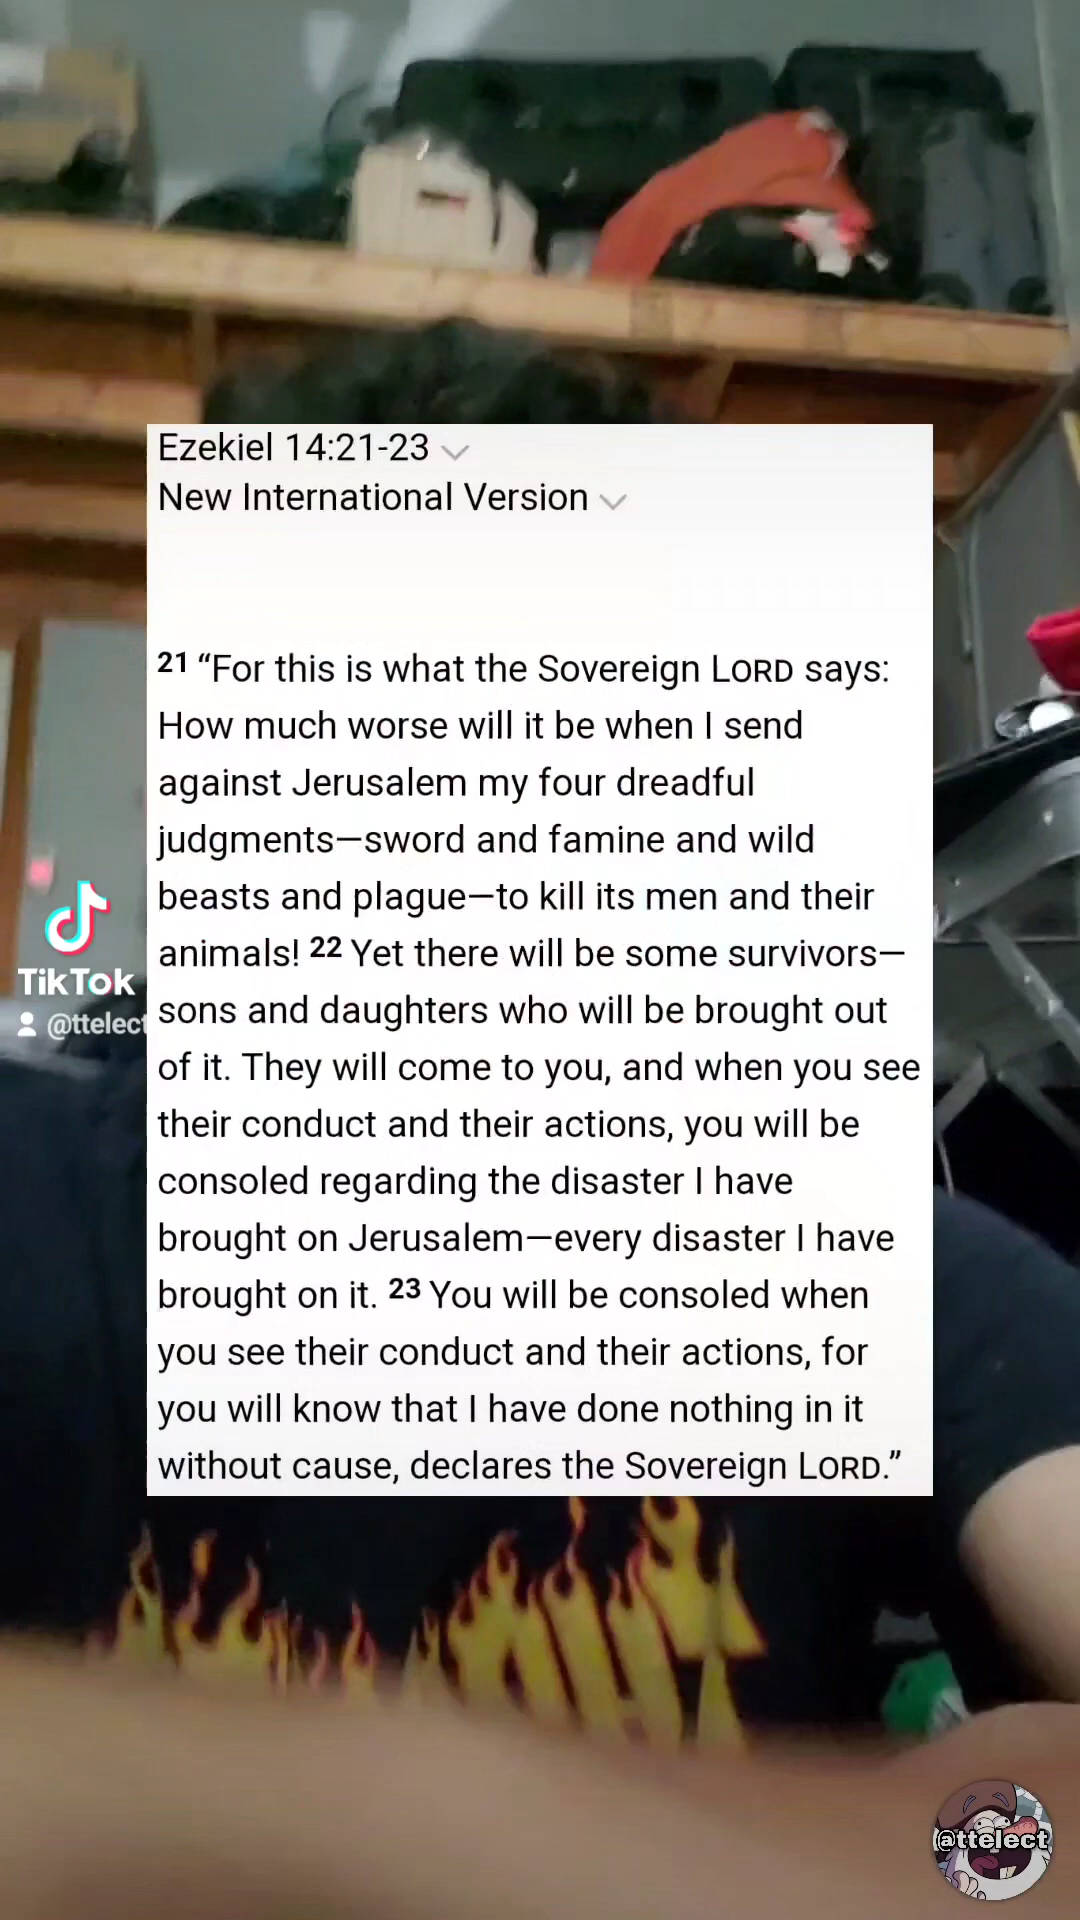 Ezekiel 14:21-23
New International Version
21 “For this is what the Sovereign LORD says:
How much worse will it be when I send
against Jerusalem my four dreadful
judgments—sword and famine and wild
beasts and plague—to kill its men and their
animals! 22 Yet there will be some survivors—
sons and daughters who will be brought out
of it. They will come to you, and when you see
their conduct and their actions, you will be
consoled regarding the disaster I have
brought on Jerusalem—every disaster I have
brought on it. 23 You will be consoled when
you see their conduct and their actions, for
you will know that I have done nothing in it
without cause, declares the Sovereign LORD.”
TikTok
@ttelect
@ttelect